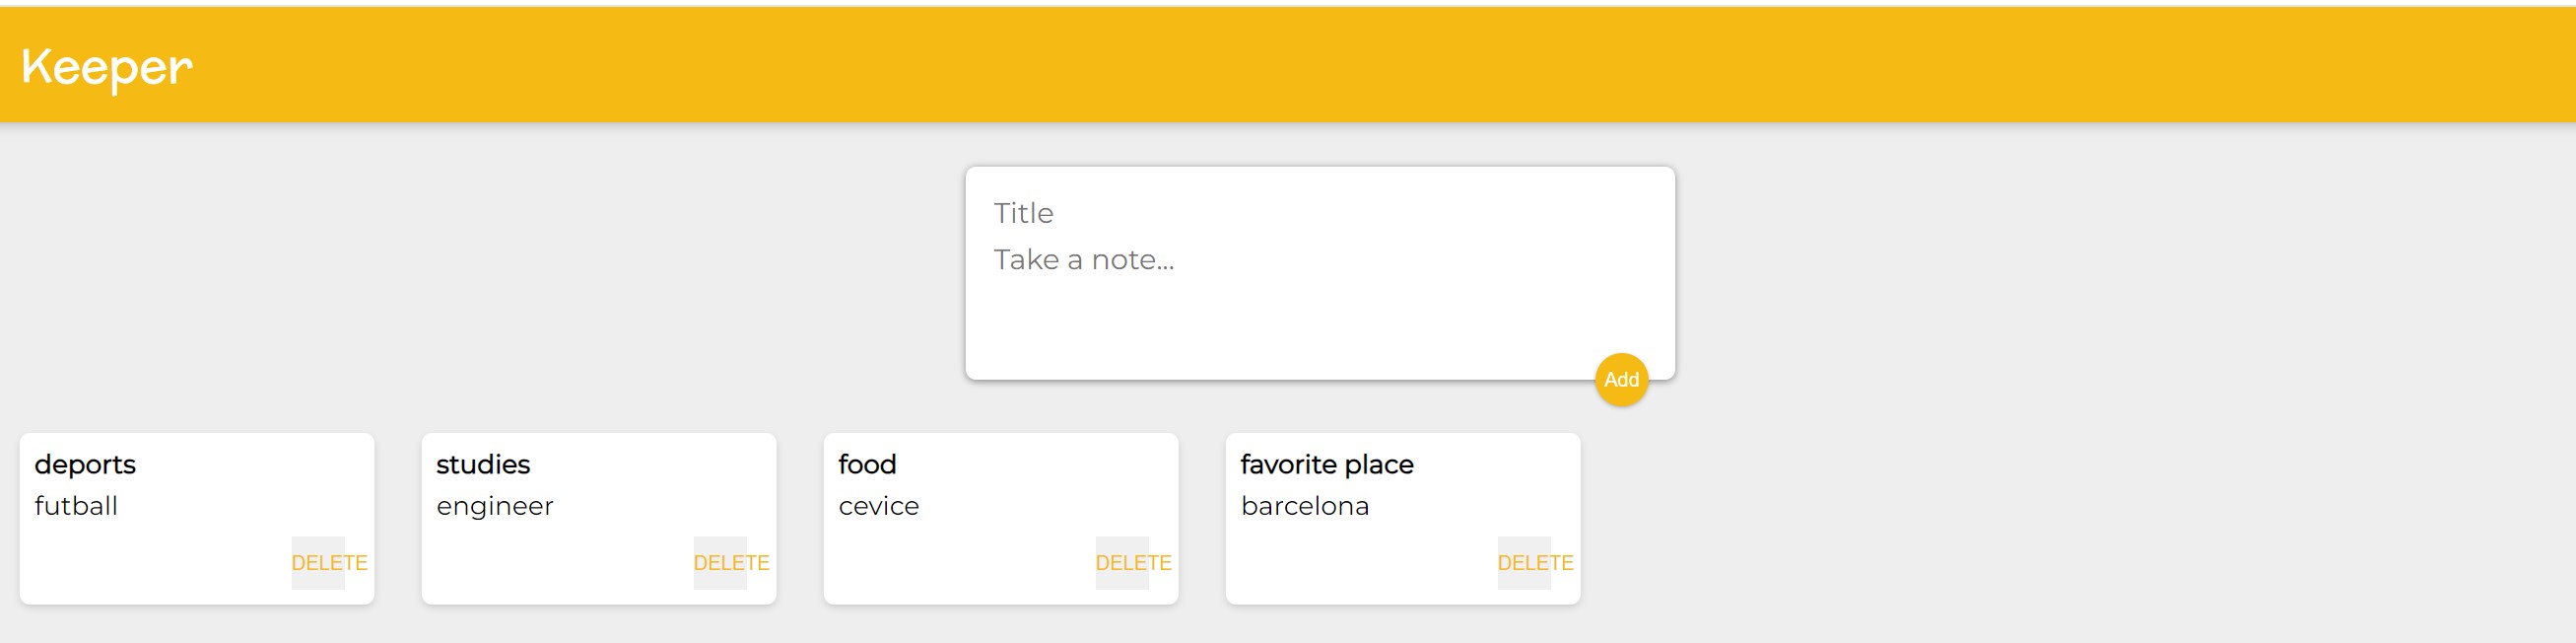 Keeper
Title
Take a note...
Add
deports
futball
DELETE
studies
engineer
DELETE
food
cevice
DELETE
favorite place
barcelona
DELETE